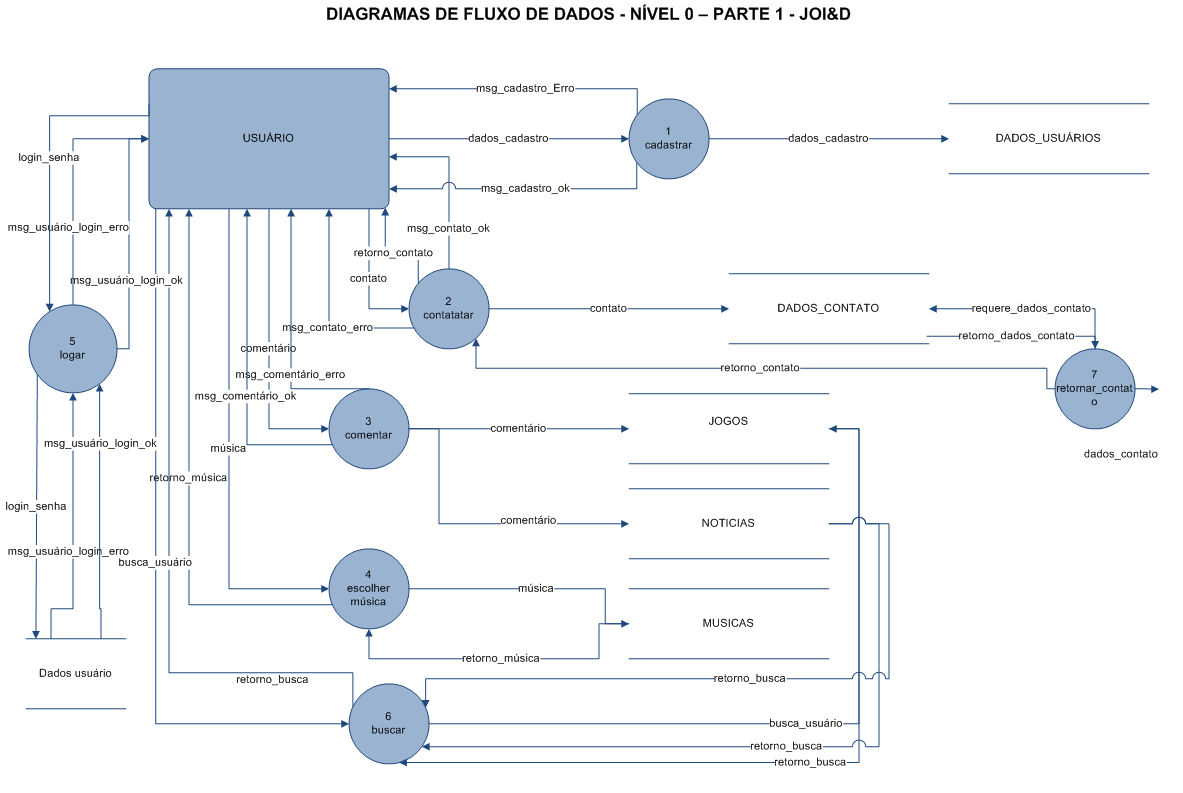 DIAGRAMAS DE FLUXO DE DADOS - NÍVEL 0 – PARTE 1 - JOI&D
msg_cadastro_Erro
USUÁRIO
dados_cadastro
1
cadastrar
dados_cadastro
DADOS_USUÁRIOS
login_senha
msg_cadastro_ok
msg_usuário_login_erro
msg_contato_ok
retorno_contato
msg_usuário_login_ok
contato
2
contatatar
contato
DADOS_CONTATO
requere_dados_contato
msg_contato_erro
retorno_dados_contato
5
logar
comentário
retorno_contato
msg_comentário_erro
7
retornar_contat
o
msg_comentário_ok
3
comentar
comentário
JOGOS
msg_usuário_login_ok
música
dados_contato
retorno_música
login_senha
comentário
NOTICIAS
msg_usuário_login_erro
busca_usuário
4
escolher
música
música
MUSICAS
retorno_música
Dados usuário
retorno_busca
retorno_busca
6
buscar
busca_usuário
retorno_busca
retorno_busca